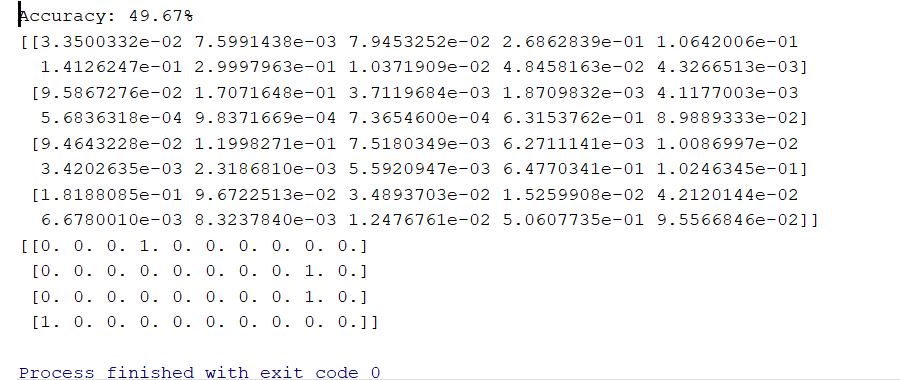 Accuracy: 49.67%
[[3.3500332e-02 7.5991438e-03 7.9453252e-02 2.6862839e-01 1.0642006e-01
1.4126247e-01 2.9997963e-01 1.0371909e-02 4.8458163e-02 4.3266513e-03]
[9.5867276e-02 1.7071648e-01 3.7119684e-03 1.8709832e-03 4.1177003e-03
5.6836318e-04 9.8371669e-04 7.3654600e-04 6.3153762e-01 8.9889333e-02]
[9.4643228e-02 1.1998271e-01 7.5180349e-03 6.2711141e-03 1.0086997e-02
3.4202635e-03 2.3186810e-03 5.5920947e-03 6.4770341e-01 1.0246345e-01]
[1.8188085e-01 9.6722513e-02 3.4893703e-02 1.5259908e-02 4.2120144e-02
6.6780010e-03 8.3237840e-03 1.2476761e-02 5.0607735e-01 9.5566846e-02]]
[[0. 0. 0. 1. 0. 0. 0. 0. 0. 0.]
[0. 0. 0. 0. 0. 0. 0. 0. 1. 0.]
[0. 0. 0. 0. 0. 0. 0. 0. 1. 0.]
[1. 0. 0. 0. 0. 0. 0. 0. 0. 0.]]
Process finished with exit code 0